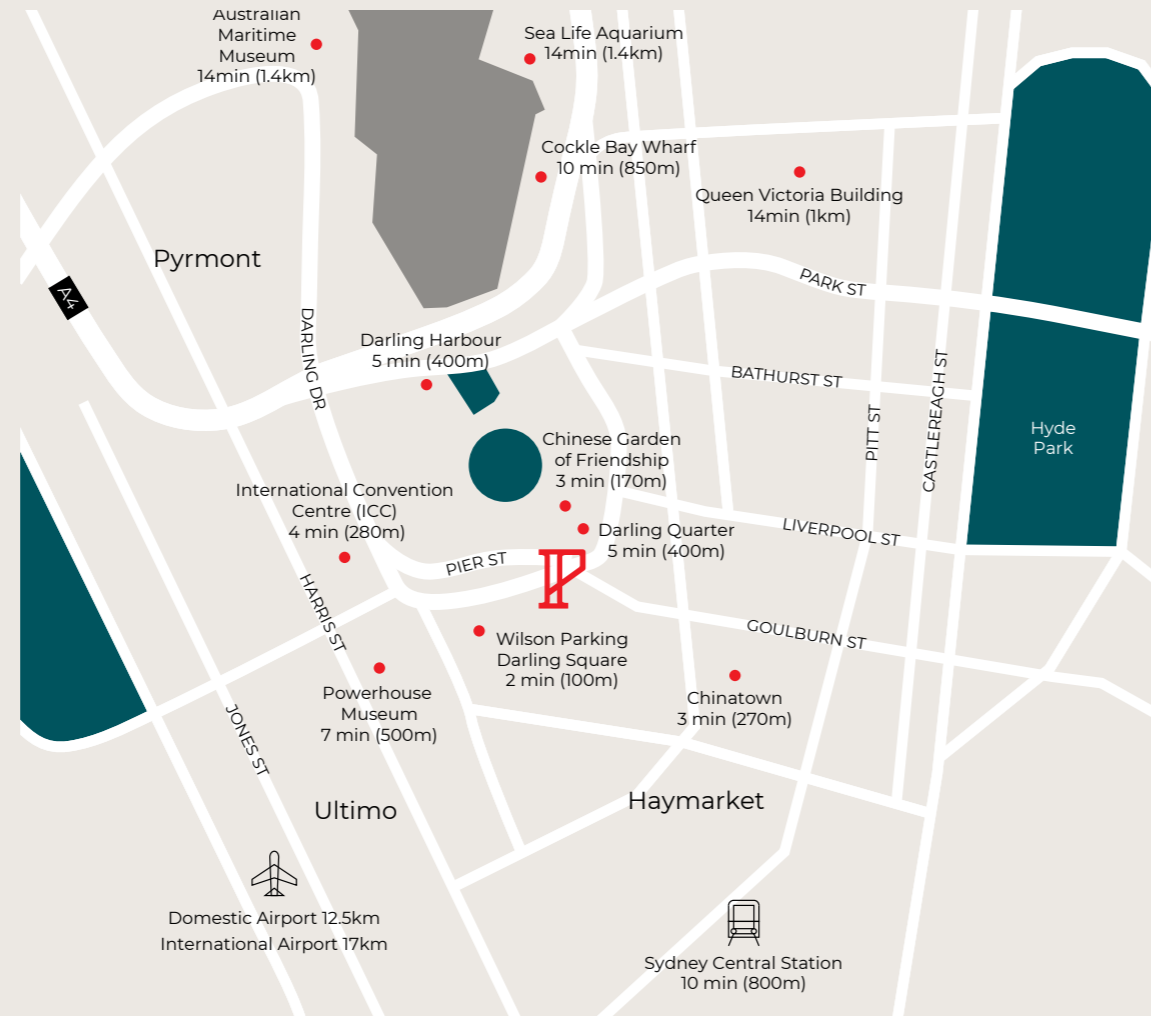 Australian
Maritime
Museum
14min (1.4km)
Sea Life Aquarium
14min (1.4km)
Cockle Bay Wharf
10 min (850m)
Queen Victoria Building
14min (1km)
Pyrmont
A4
PARK ST
DARLING DR
Darling Harbour
5 min (400m)
BATHURST ST
PITT ST
CASTLEREAGH ST
Hyde
Park
Chinese Garden
of Friendship
3 min (170m)
International Convention
Centre (ICC)
4 min (280m)
Darling Quarter
5 min (400m)
LIVERPOOL ST
PIER ST
HARRIS ST
GOULBURN ST
Wilson Parking
Darling Square
2 min (100m)
Powerhouse
Museum
7 min (500m)
Chinatown
3 min (270m)
JONES ST
Ultimo
Haymarket
Domestic Airport 12.5km
International Airport 17km
Sydney Central Station
10 min (800m)